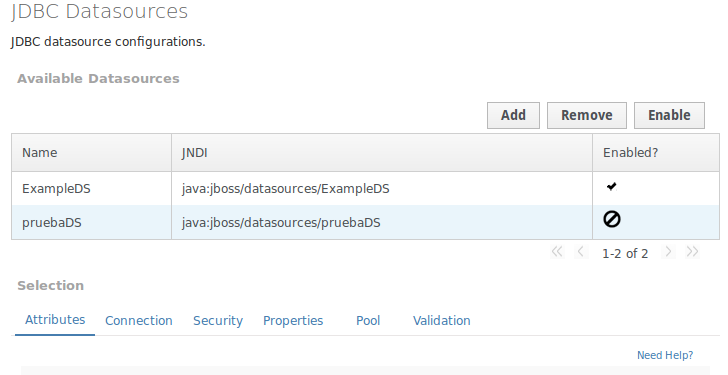 JDBC Datasources
JDBC datasource configurations.
Available Datasources
Add Remove Enable
Name JNDI Enabled?
ExampleDS java:jboss/datasources/ExampleDS
pruebaDS java:jboss/datasources/pruebaDS
1-2 of 2
Selection
Attributes Connection Security Properties Pool Validation
Need Help?